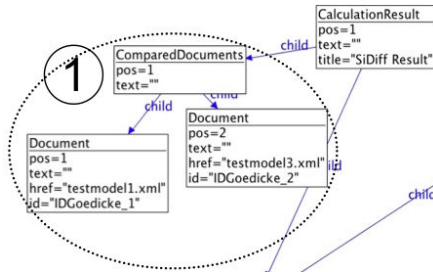 1
CalculationResult
pos=1
text=""
title="SiDiff Result"
child
ComparedDocuments
pos=1
text=""
child
child
Document
pos=1
text=""
href="testmodel1.xml"
id="IDGoedicke_1"
Document
pos=2
text=""
href="testmodel3.xml"
id="IDGoedicke_2"